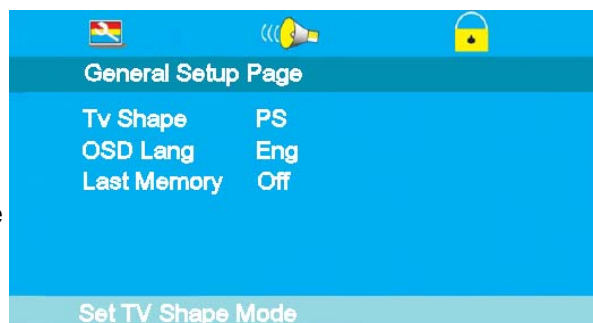 General Setup Page
Tv Shape PS
OSD Lang Eng
Last Memory Off
e
Set TV Shape Mode